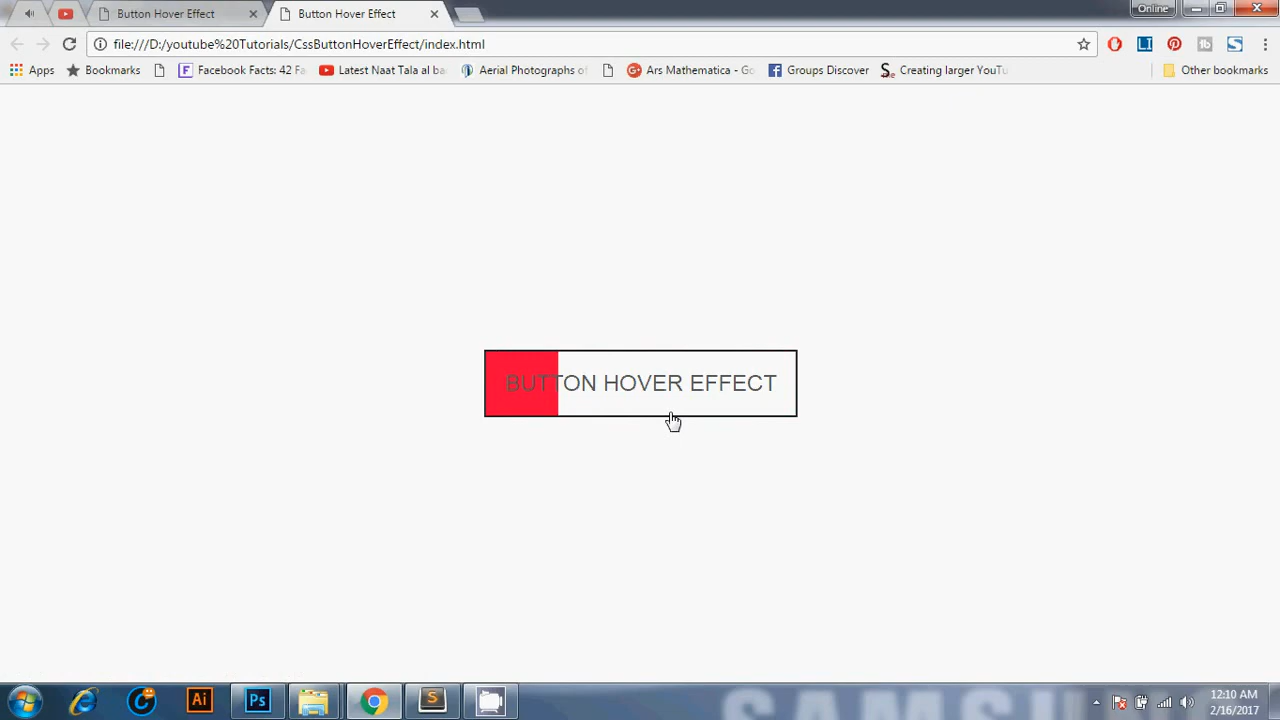 Button Hover Effect
Button Hover Effect
Online
file:///D:/youtube%20Tutorials/CssButtonHoverEffect/index.html
Apps
Bookmarks
Facebook Facts: 42 Fa
Latest Naat Tala al ba
Aerial Photographs of
Ars Mathematica - Go
Groups Discover
Creating larger YouTu
Other bookmarks
BUTTON HOVER EFFECT
Ai
Ps
S
12:10 AM
2/16/2017